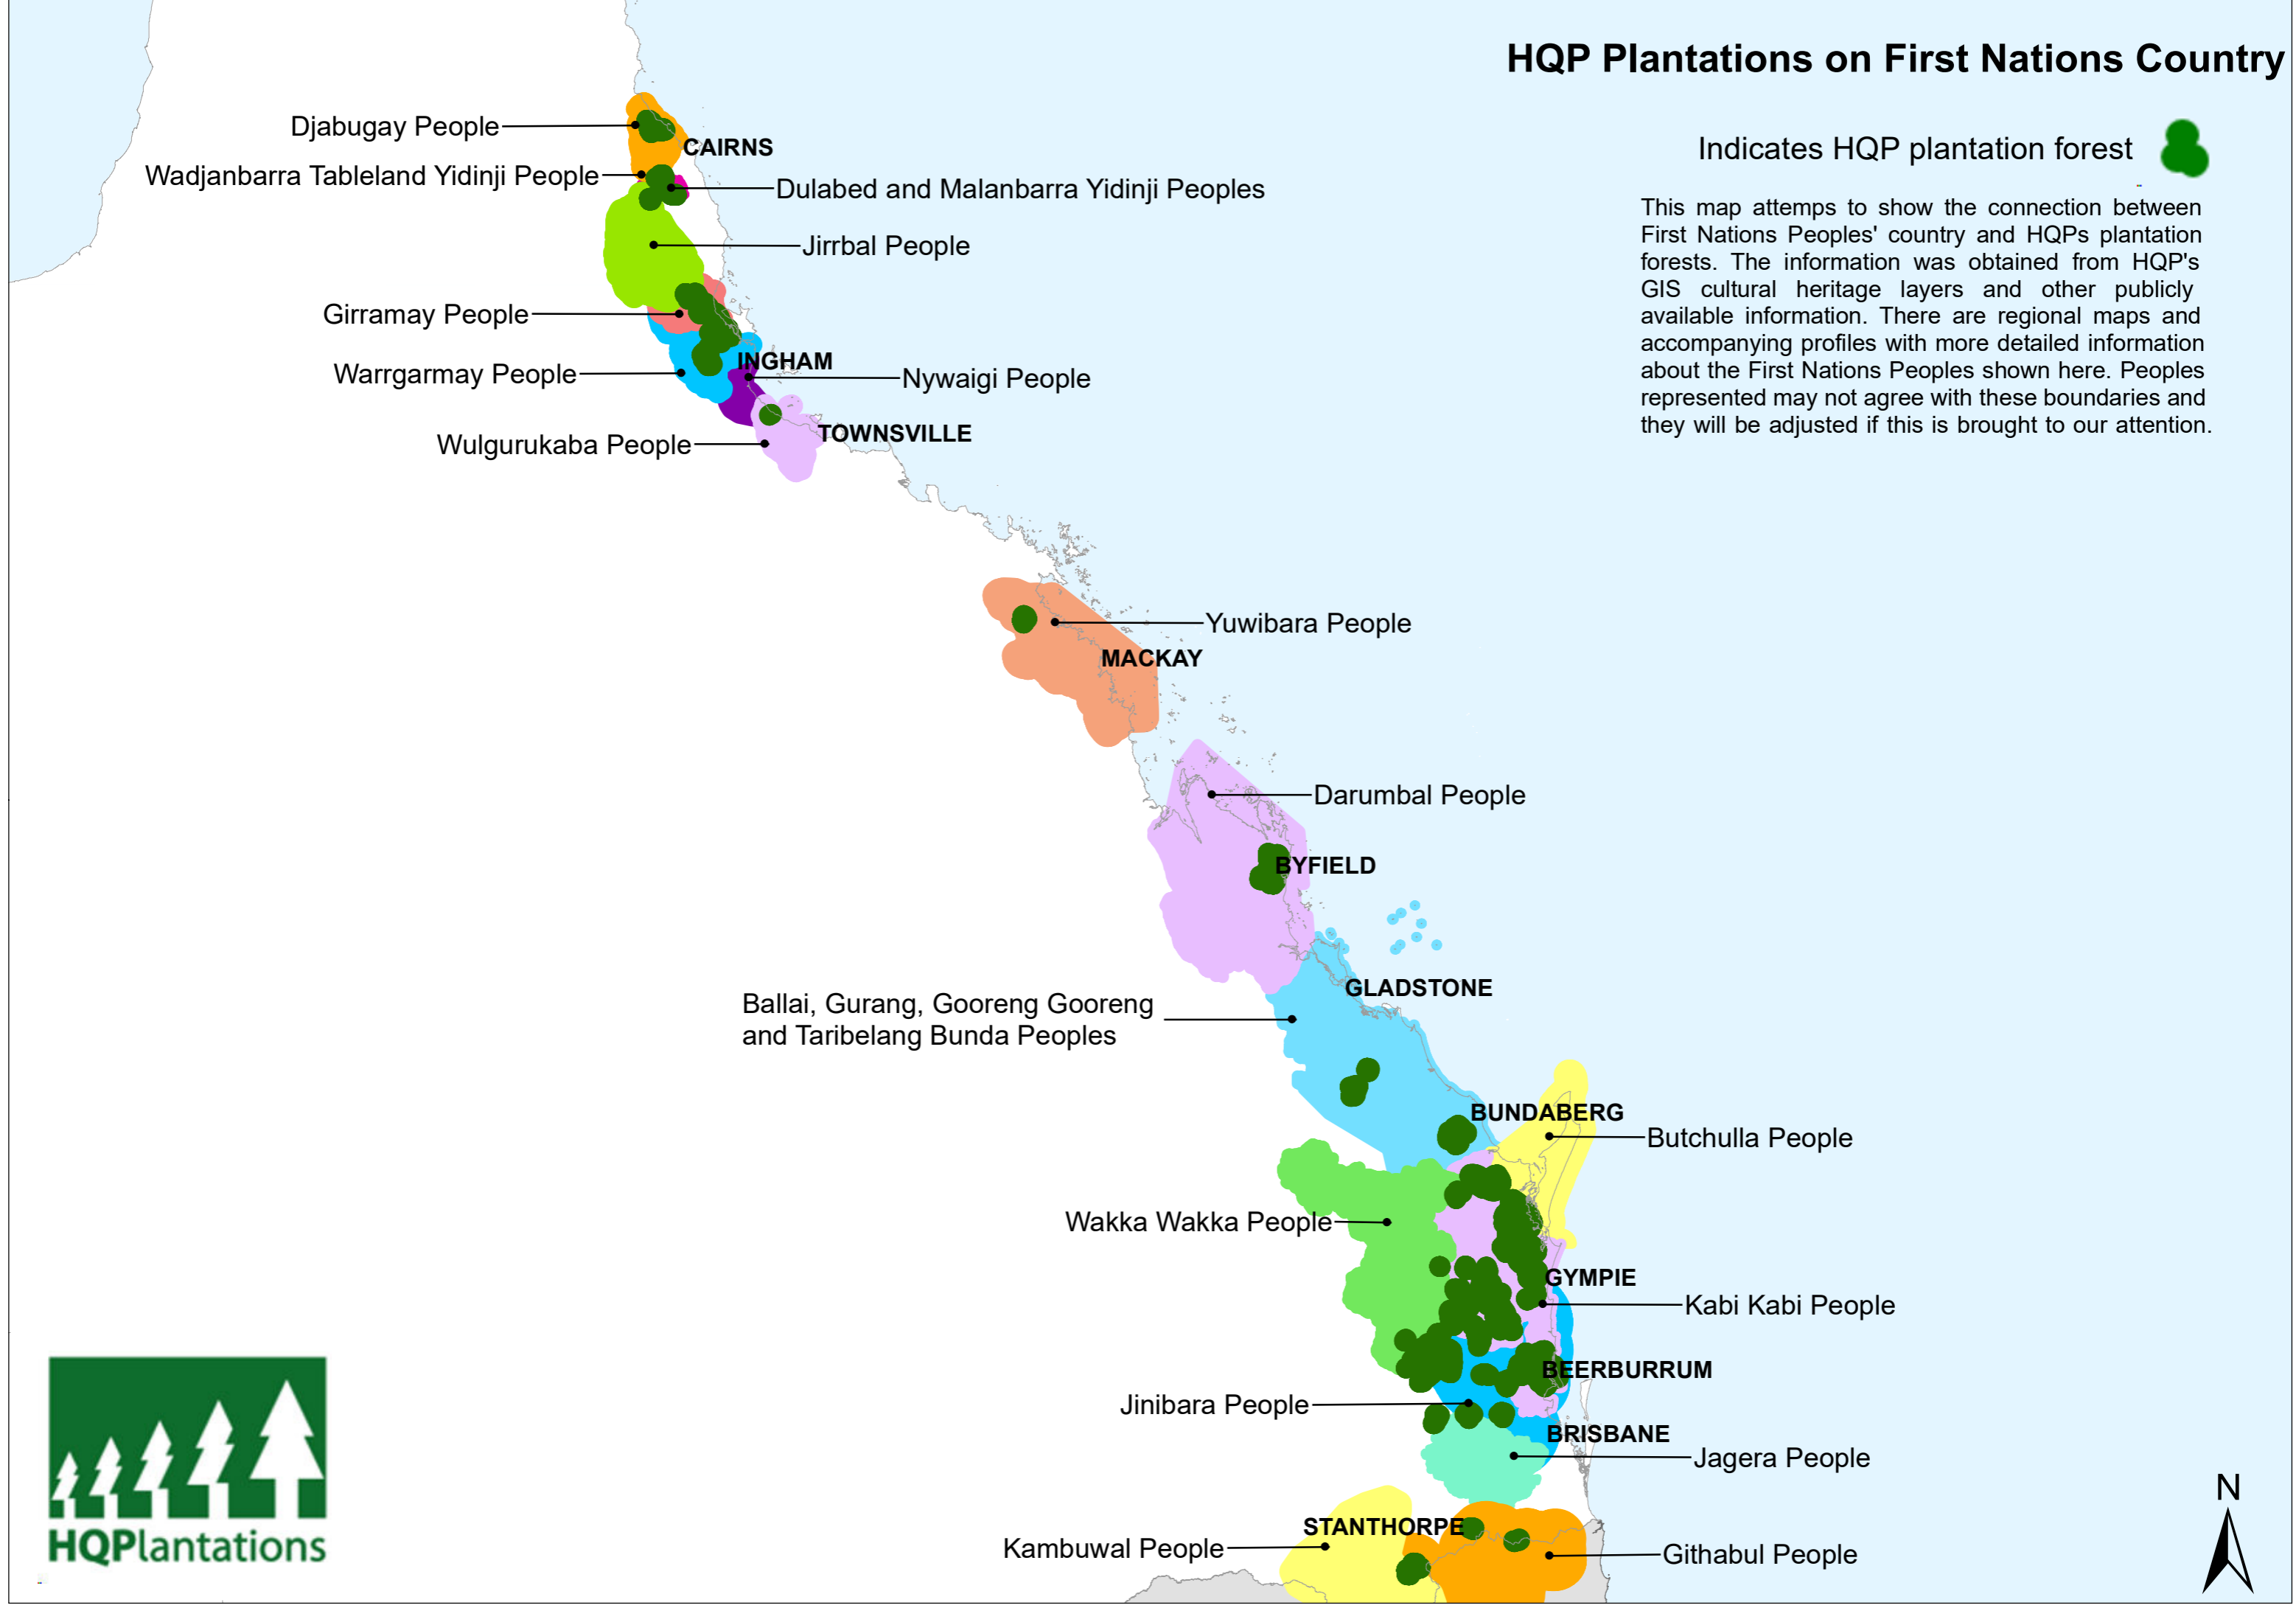 HQP Plantations on First Nations Country
Indicates HQP plantation forest
This map attemps to show the connection between
First Nations Peoples' country and HQPs plantation
forests. The information was obtained from HQP's
GIS cultural heritage layers and other publicly
available information. There are regional maps and
accompanying profiles with more detailed information
about the First Nations Peoples shown here. Peoples
represented may not agree with these boundaries and
they will be adjusted if this is brought to our attention.
Djabugay People
CAIRNS
Wadjanbarra Tableland Yidinji People
Dulabed and Malanbarra Yidinji Peoples
Jirrbal People
Girramay People
INGHAM
Warrgarmay People
Nywaigi People
TOWNSVILLE
Wulgurukaba People
Yuwibara People
MACKAY
Darumbal People
BYFIELD
GLADSTONE
Ballai, Gurang, Gooreng Gooreng
and Taribelang Bunda Peoples
BUNDABERG
Butchulla People
Wakka Wakka People
GYMPIE
Kabi Kabi People
BEERBURRUM
Jinibara People
BRISBANE
Jagera People
STANTHORPE
Kambuwal People
Githabul People
HQPlantations
N